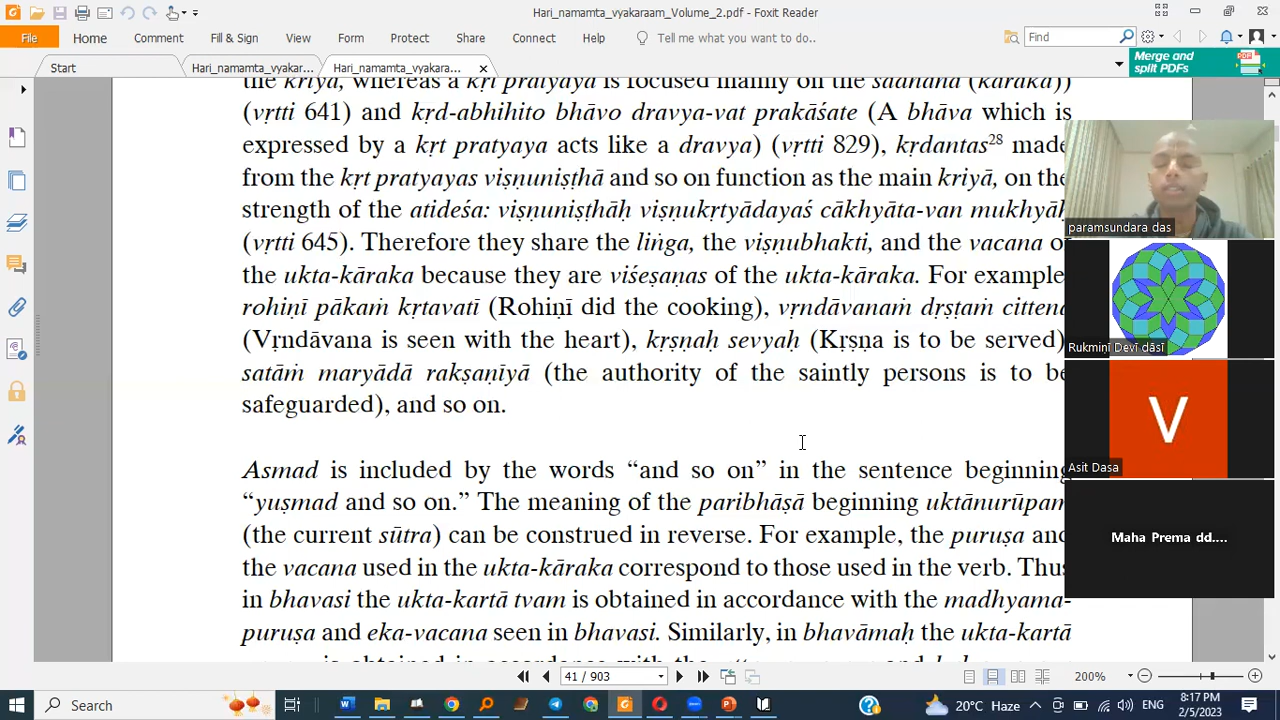 Hari_namamta_vyakaraam_Volume_2.pdf - Foxit Reader
File Home Comment Fill & Sign View Form Protect Share Connect Help Tell me what you want to do... Find
Start Hari_namamta_vyakar... Hari_namamta_vyakara... Merge and split PDFs
the kriyā, whereas a kṛt pratyaya is focused mainly on the sādhana (kāraka))
(vṛtti 641) and kṛd-abhihito bhāvo dravya-vat prakāśate (A bhāva which is
expressed by a kṛt pratyaya acts like a dravya) (vṛtti 829), kṛdantas28 made
from the kṛt pratyayas viṣṇuniṣṭhā and so on function as the main kriyā, on the
strength of the atideśa: viṣṇuniṣṭhāḥ viṣṇukṛtyādayaś cākhyāta-van mukhyāḥ
(vṛtti 645). Therefore they share the liṅga, the viṣṇubhakti, and the vacana o
the ukta-kāraka because they are viśeṣaṇas of the ukta-kāraka. For example
rohiṇī pākaṁ kṛtavatī (Rohiṇī did the cooking), vṛndāvanaṁ dṛṣṭaṁ cittena
(Vṛndāvana is seen with the heart), kṛṣṇaḥ sevyaḥ (Kṛṣṇa is to be served)
satāṁ maryādā rakṣaṇīyā (the authority of the saintly persons is to be
safeguarded), and so on.
Asmad is included by the words “and so on” in the sentence beginning
“yuṣmad and so on.” The meaning of the paribhāṣā beginning uktānurūpam
(the current sūtra) can be construed in reverse. For example, the puruṣa and
the vacana used in the ukta-kāraka correspond to those used in the verb. Thus
in bhavasi the ukta-kartā tvam is obtained in accordance with the madhyama-
puruṣa and eka-vacana seen in bhavasi. Similarly, in bhavāmaḥ the ukta-kartā
is obtained in accordance with the
paramsundara das
Rukmiṇī Devī dāsī
V
Asit Dasa
Maha Prema dd....
41 / 903
200%
Search
20°C Haze
8:17 PM
2/5/2023